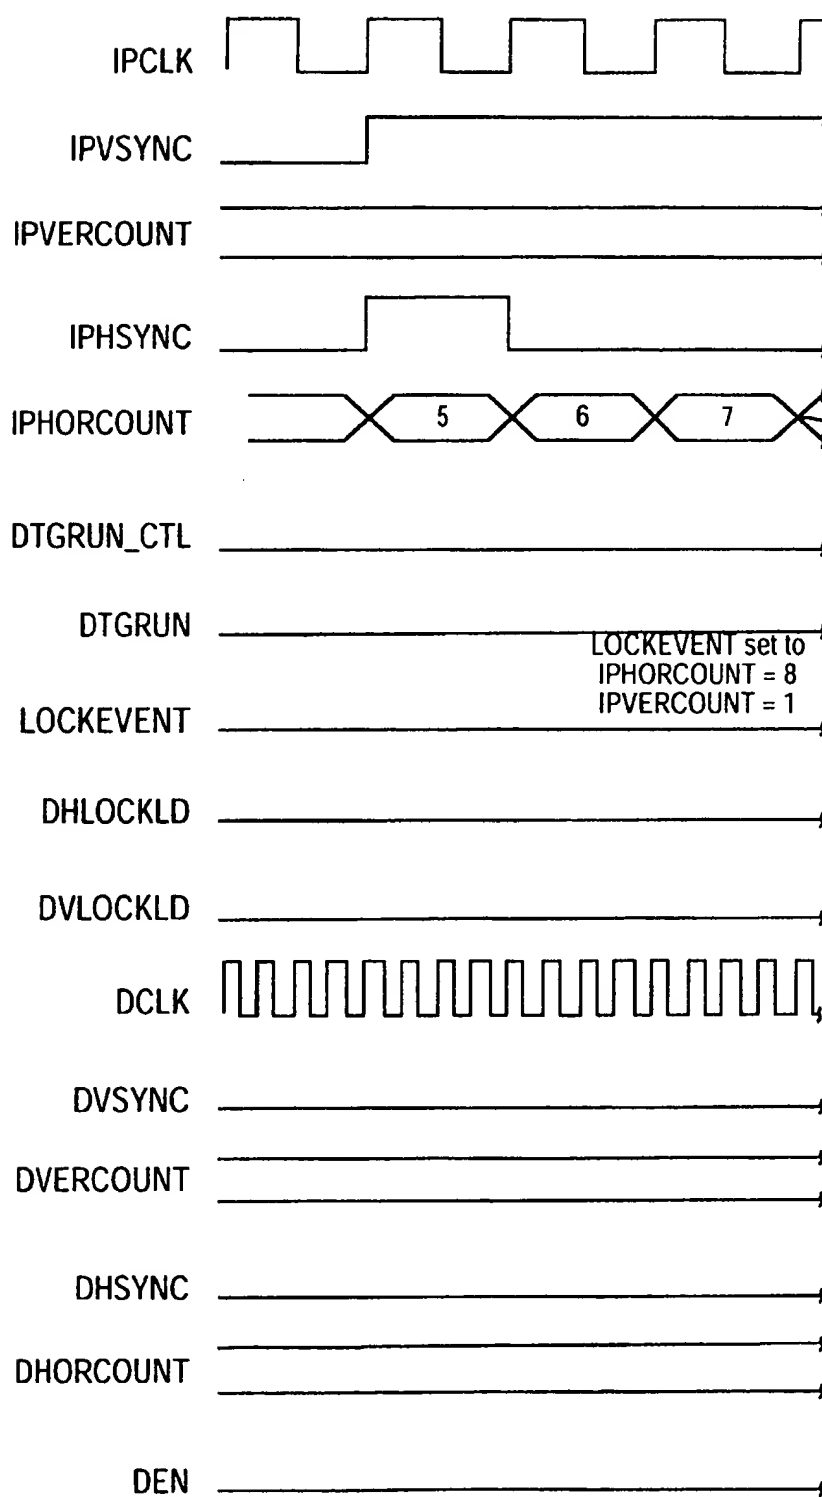 IPCLK
IPVSYNC
IPVERCOUNT
IPHSYNC
IPHORCOUNT
5 6 7
DTGRUN_CTL
DTGRUN
LOCKEVENT set to
IPHORCOUNT = 8
IPVERCOUNT = 1
LOCKEVENT
DHLOCKLD
DVLOCKLD
DCLK
DVSYNC
DVERCOUNT
DHSYNC
DHORCOUNT
DEN